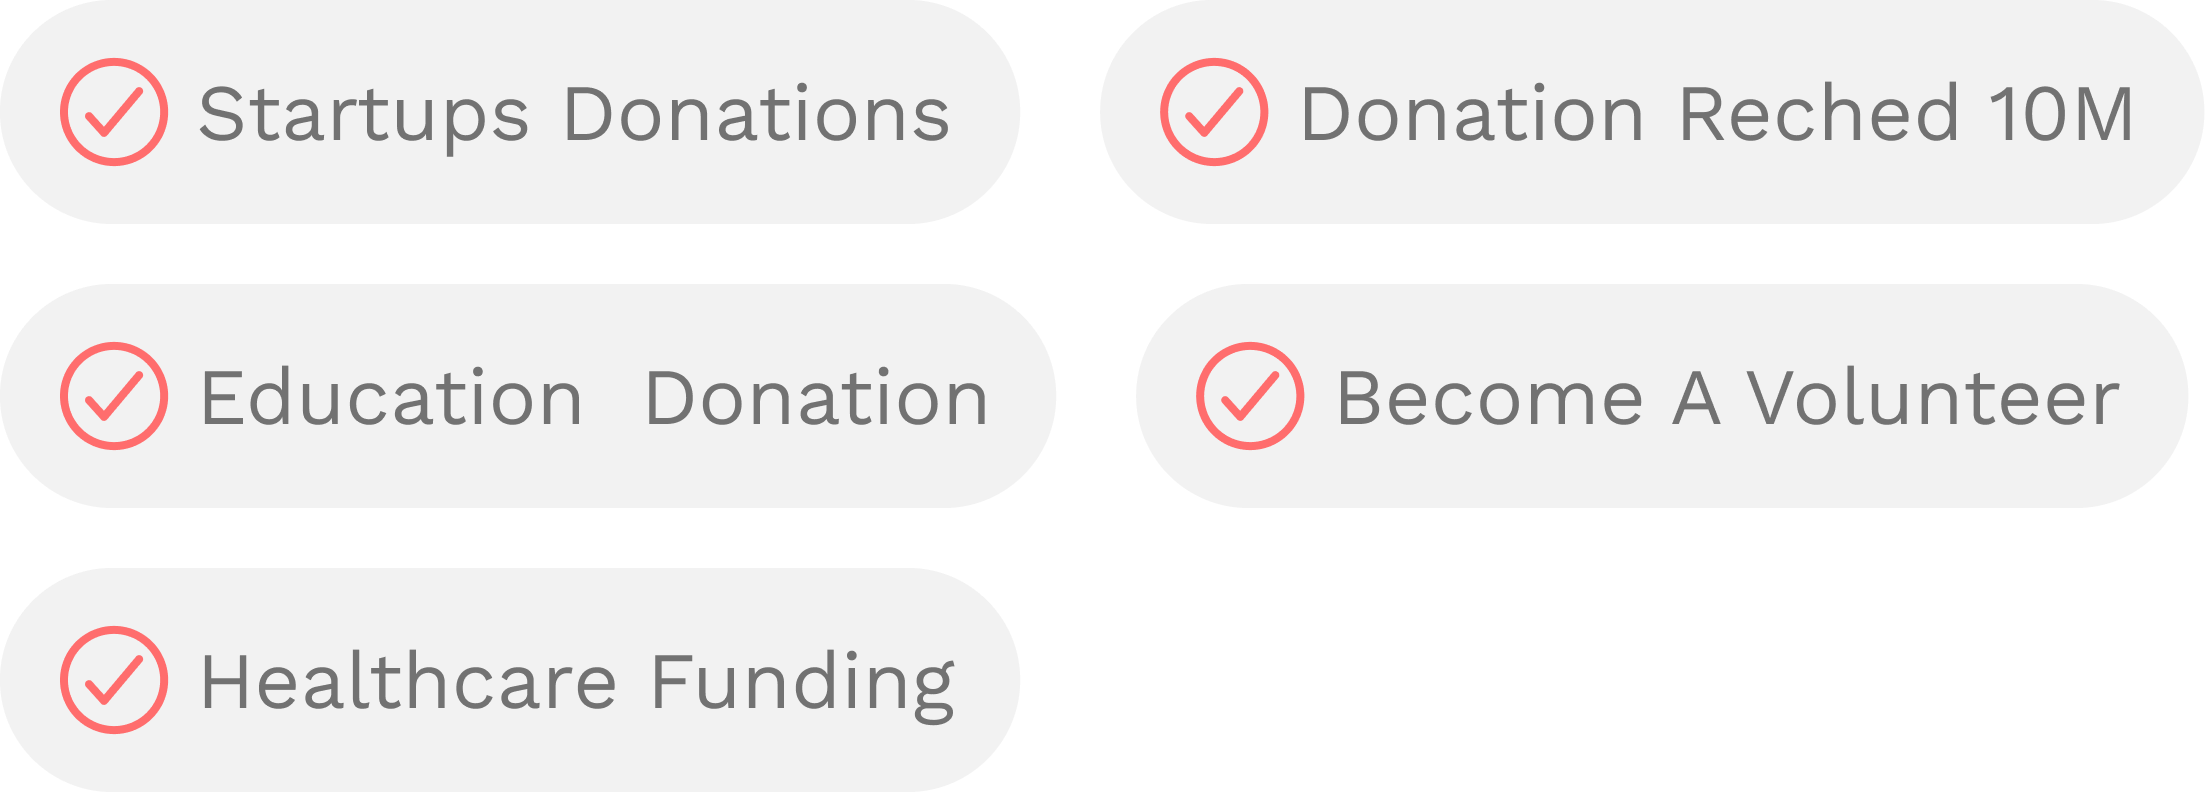 Startups Donations
Donation Reched 10M
Education  Donation
Become A Volunteer
Healthcare Funding